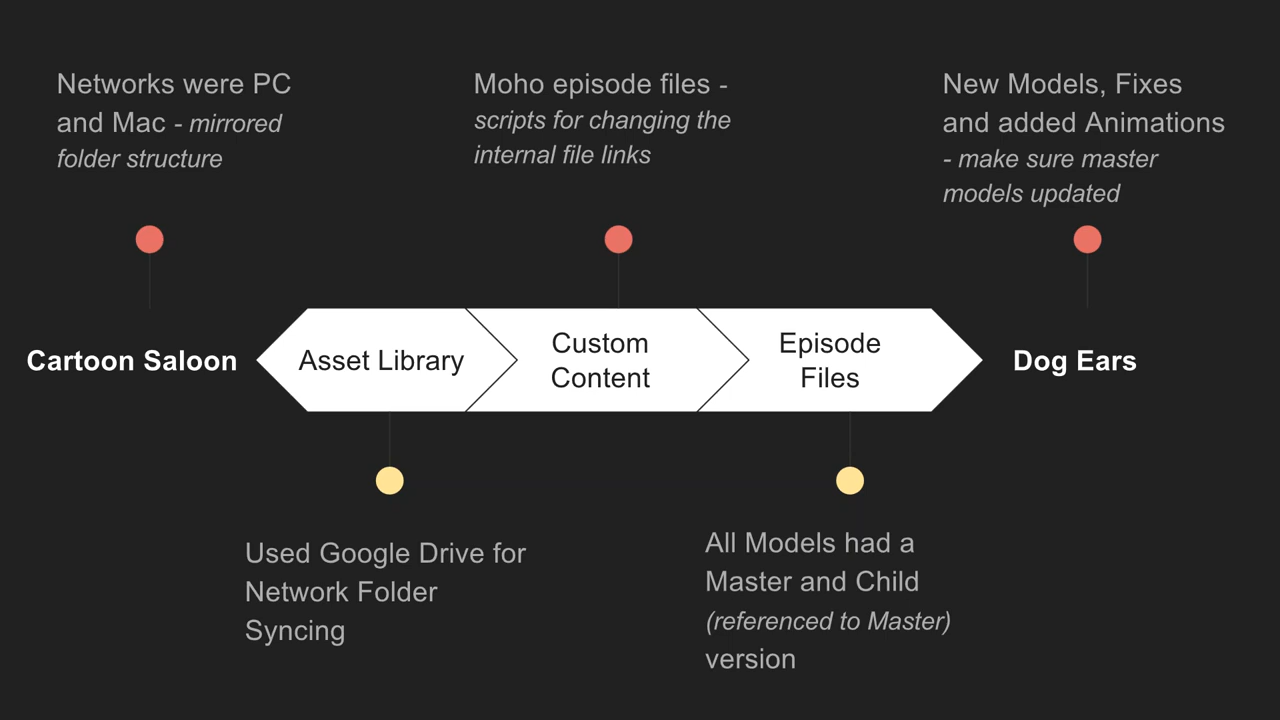 Networks were PC
and Mac - mirrored
folder structure
Moho episode files -
scripts for changing the
internal file links
New Models, Fixes
and added Animations
- make sure master
models updated
Cartoon Saloon
Asset Library
Custom
Content
Episode
Files
Dog Ears
Used Google Drive for
Network Folder
Syncing
All Models had a
Master and Child
(referenced to Master)
version